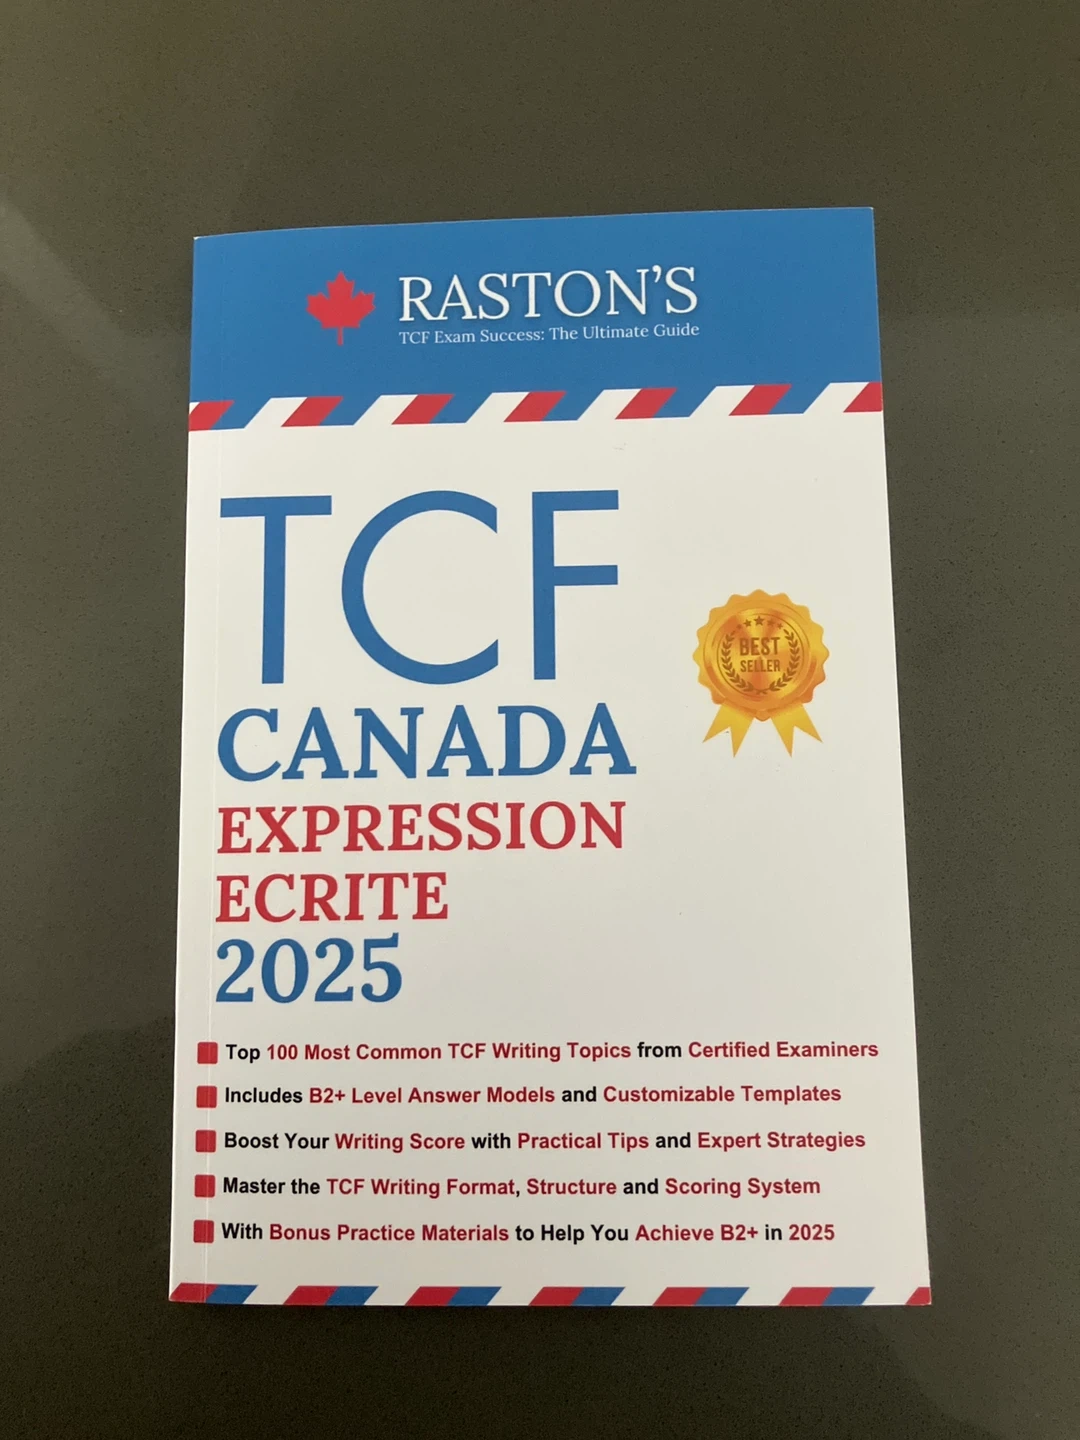 RASTON'S
TCF Exam Success: The Ultimate Guide
TCF
CANADA
EXPRESSION
ECRITE
2025
BEST
SELLER
Top 100 Most Common TCF Writing Topics from Certified Examiners
Includes B2+ Level Answer Models and Customizable Templates
Boost Your Writing Score with Practical Tips and Expert Strategies
Master the TCF Writing Format, Structure and Scoring System
With Bonus Practice Materials to Help You Achieve B2+ in 2025